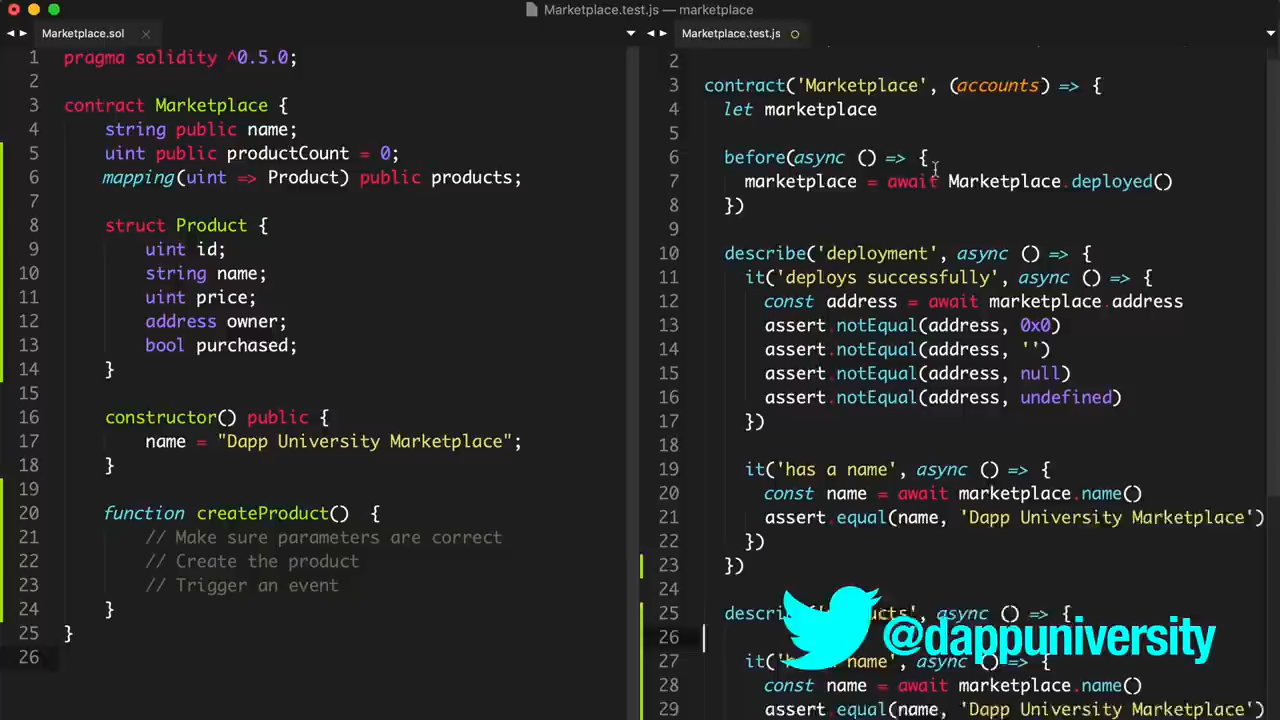 Marketplace.test.js — marketplace
Marketplace.sol
1 pragma solidity ^0.5.0;
2
3 contract Marketplace {
4 string public name;
5 uint public productCount = 0;
6 mapping(uint => Product) public products;
7
8 struct Product {
9 uint id;
10 string name;
11 uint price;
12 address owner;
13 bool purchased;
14 }
15
16 constructor() public {
17 name = "Dapp University Marketplace";
18 }
19
20 function createProduct() {
21 // Make sure parameters are correct
22 // Create the product
23 // Trigger an event
24 }
25 }
26
Marketplace.test.js
2
3 contract('Marketplace', (accounts) => {
4 let marketplace
5
6 before(async () => {
7 marketplace = await Marketplace.deployed()
8 })
9
10 describe('deployment', async () => {
11 it('deploys successfully', async () => {
12 const address = await marketplace.address
13 assert.notEqual(address, 0x0)
14 assert.notEqual(address, '')
15 assert.notEqual(address, null)
16 assert.notEqual(address, undefined)
17 })
18
19 it('has a name', async () => {
20 const name = await marketplace.name()
21 assert.equal(name, 'Dapp University Marketplace')
22 })
23 })
24
25 async () => {
26
27 name', async () => {
28 const name = await marketplace.name()
29 assert.equal(name, 'Dapp University Marketplace')
@dappuniversity